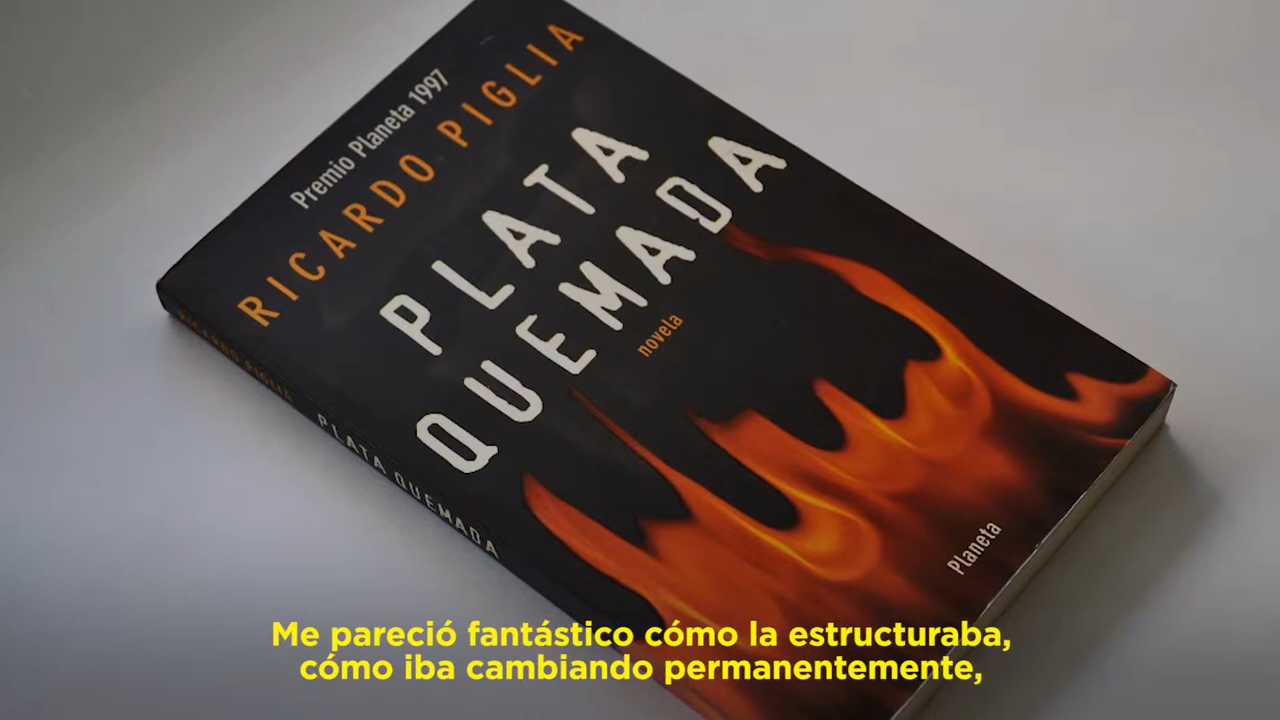 Premio Planeta 1997
RICARDO PIGLIA
PLATA
QUEMADA
novela
Planeta
RICARDO PIGLIA
PLATA QUEMADA
Me pareció fantástico cómo la estructuraba,
cómo iba cambiando permanentemente,